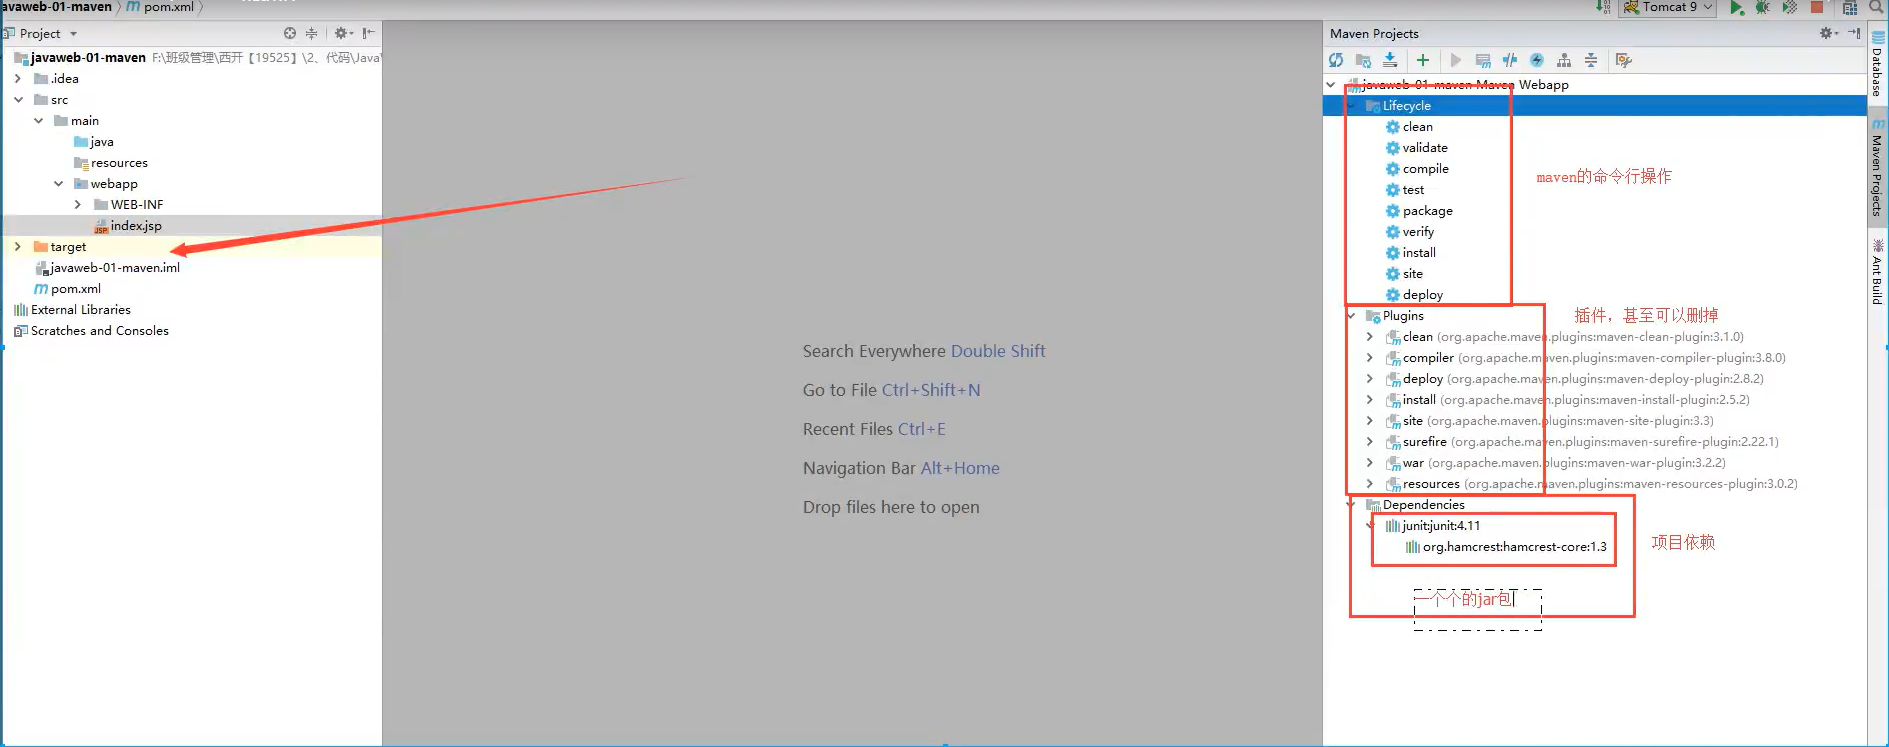 javaweb-01-maven
pom.xml
Tomcat 9
Project
javaweb-01-maven F:\班级管理\西开【19525】\2、代码\JavaW
.idea
src
main
java
resources
webapp
WEB-INF
index.jsp
target
javaweb-01-maven.iml
pom.xml
External Libraries
Scratches and Consoles
Search Everywhere Double Shift
Go to File Ctrl+Shift+N
Recent Files Ctrl+E
Navigation Bar Alt+Home
Drop files here to open
Maven Projects
javaweb-01-maven Maven Webapp
Lifecycle
clean
validate
compile
test
package
verify
install
site
deploy
maven的命令行操作
Plugins
插件，甚至可以删掉
clean (org.apache.maven.plugins:maven-clean-plugin:3.1.0)
compiler (org.apache.maven.plugins:maven-compiler-plugin:3.8.0)
deploy (org.apache.maven.plugins:maven-deploy-plugin:2.8.2)
install (org.apache.maven.plugins:maven-install-plugin:2.5.2)
site (org.apache.maven.plugins:maven-site-plugin:3.3)
surefire (org.apache.maven.plugins:maven-surefire-plugin:2.22.1)
war (org.apache.maven.plugins:maven-war-plugin:3.2.2)
resources (org.apache.maven.plugins:maven-resources-plugin:3.0.2)
Dependencies
junit:junit:4.11
org.hamcrest:hamcrest-core:1.3
项目依赖
一个个的jar包
Database
Maven Projects
Ant Build